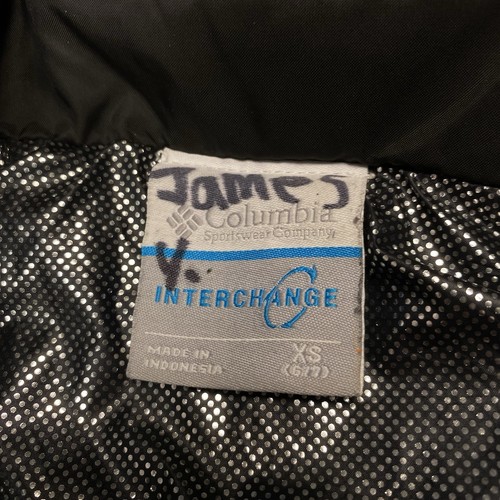 James
Columbia
Sportswear Company
Y.
INTERCHANGE
MADE IN
INDONESIA
XS
(6/7)